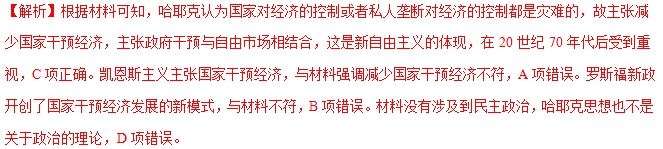 【解析】根据材料可知，哈耶克认为国家对经济的控制或者私人垄断对经济的控制都是灾难的，故主张减
少国家干预经济，主张政府干预与自由市场相结合，这是新自由主义的体现，在 20 世纪 70 年代后受到重
视，C 项正确。凯恩斯主义主张国家干预经济，与材料强调减少国家干预经济不符，A 项错误。罗斯福新政
开创了国家干预经济发展的新模式，与材料不符，B 项错误。材料没有涉及到民主政治，哈耶克思想也不是
关于政治的理论，D 项错误。